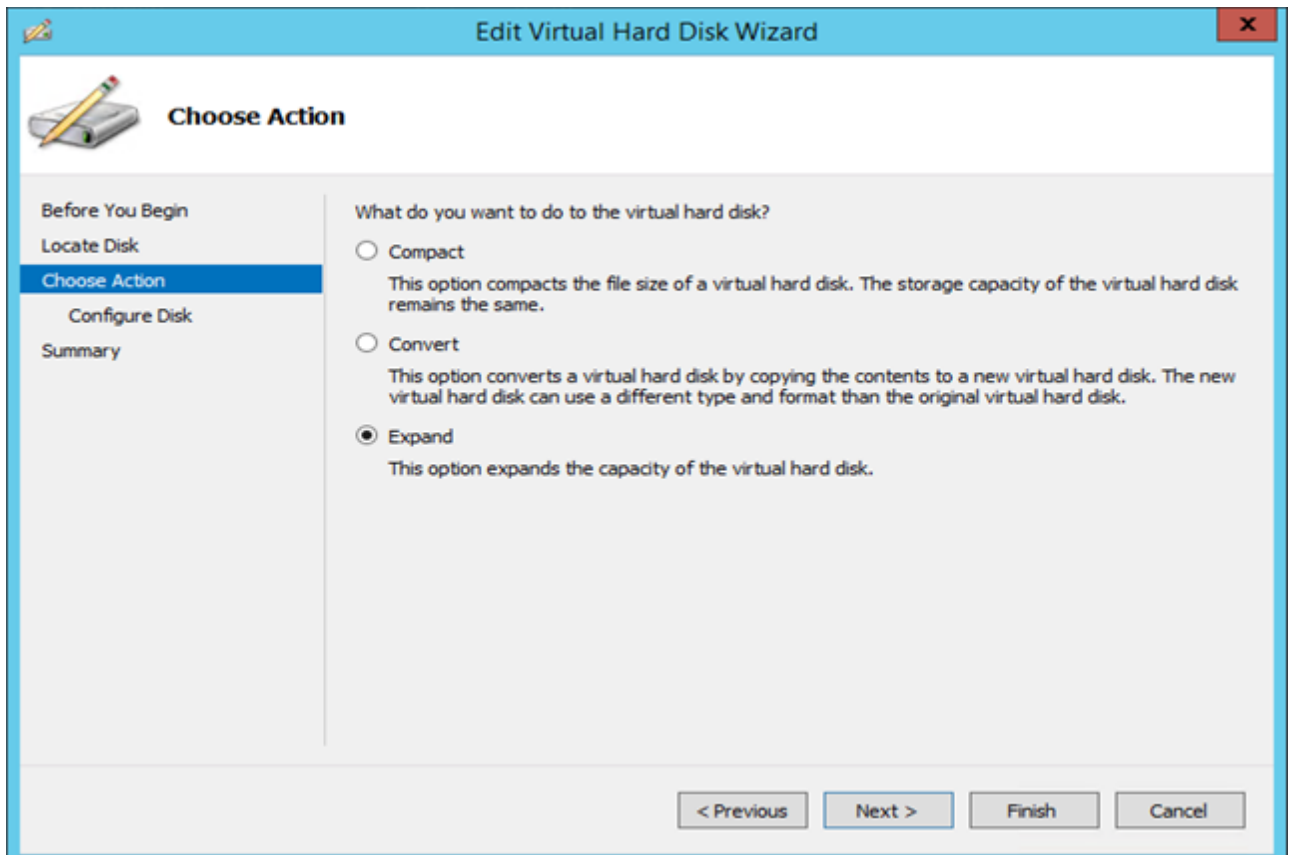 Edit Virtual Hard Disk Wizard
x
Choose Action
Before You Begin
Locate Disk
Choose Action
Configure Disk
Summary
What do you want to do to the virtual hard disk?
Compact
This option compacts the file size of a virtual hard disk. The storage capacity of the virtual hard disk
remains the same.
Convert
This option converts a virtual hard disk by copying the contents to a new virtual hard disk. The new
virtual hard disk can use a different type and format than the original virtual hard disk.
Expand
This option expands the capacity of the virtual hard disk.
< Previous
Next >
Finish
Cancel